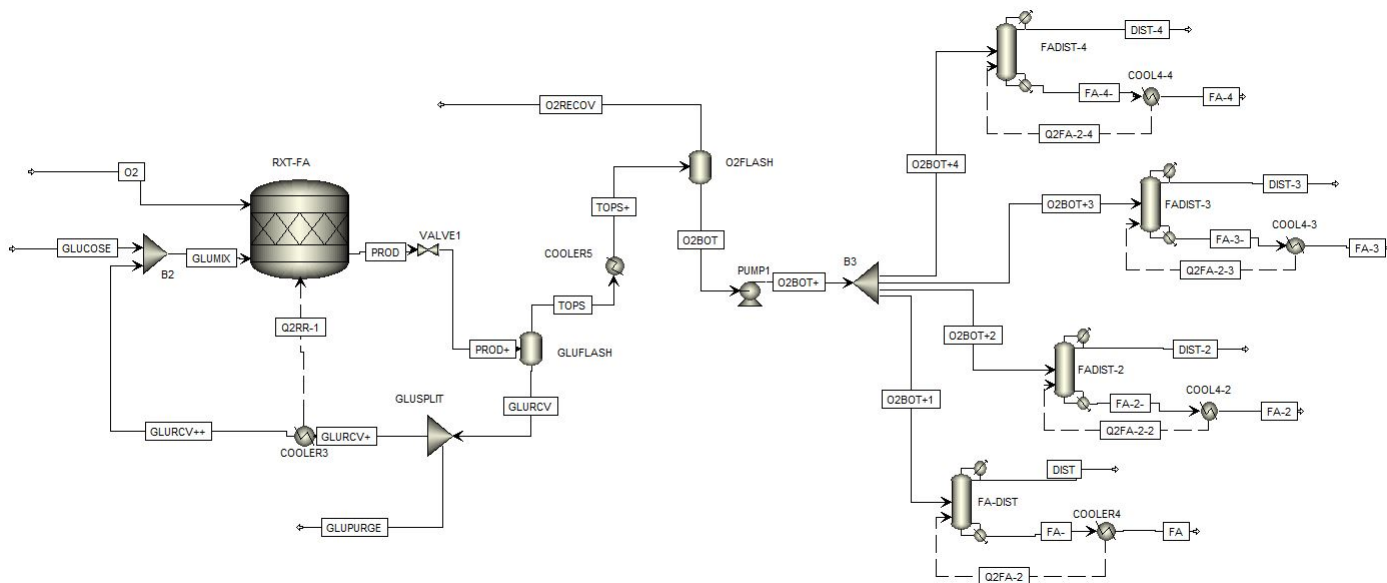 DIST-4
FADIST-4
COOL4-4
FA-4-
FA-4
Q2FA-2-4
O2BOT+4
O2RECOV
O2FLASH
RXT-FA
O2
TOPS+
O2BOT
COOLER5
GLUCOSE
B2
GLUMIX
PROD
VALVE1
PUMP1
O2BOT+
B3
DIST-3
O2BOT+3
FADIST-3
COOL4-3
FA-3-
FA-3
Q2FA-2-3
TOPS
Q2RR-1
PROD+
GLUFLASH
O2BOT+2
DIST-2
FADIST-2
COOL4-2
FA-2-
FA-2
Q2FA-2-2
GLUSPLIT
GLURCV
O2BOT+1
GLURCV++
COOLER3
GLURCV+
DIST
FA-DIST
COOLER4
FA-
FA
Q2FA-2
GLUPURGE